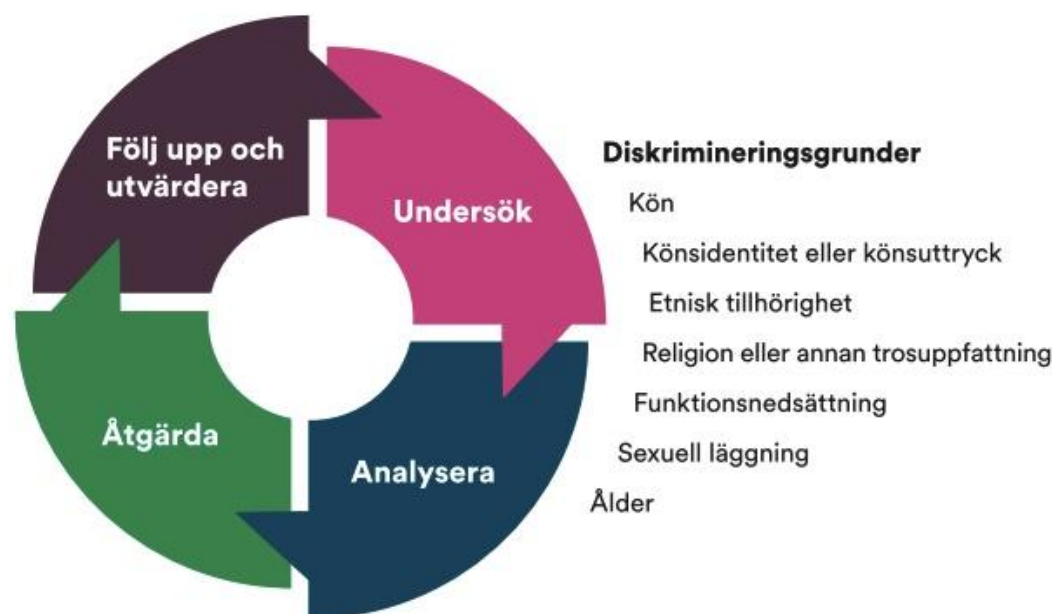 Följ upp och
utvärdera
Undersök
Åtgärda
Analysera
Diskrimineringsgrunder
Kön
Könsidentitet eller könsuttryck
Etnisk tillhörighet
Religion eller annan trosuppfattning
Funktionsnedsättning
Sexuell läggning
Ålder